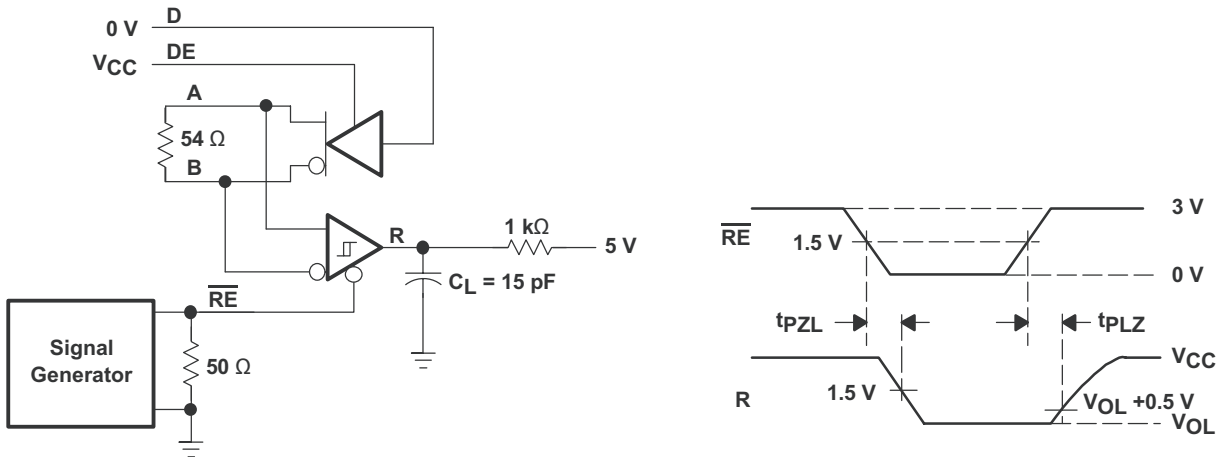 0 V D
VCC DE
A
54 Ω
B
R
1 kΩ
5 V
CL = 15 pF
RE
Signal
Generator
50 Ω
3 V
RE
1.5 V
0 V
tPZL
tPLZ
VCC
1.5 V
R
VOL +0.5 V
VOL